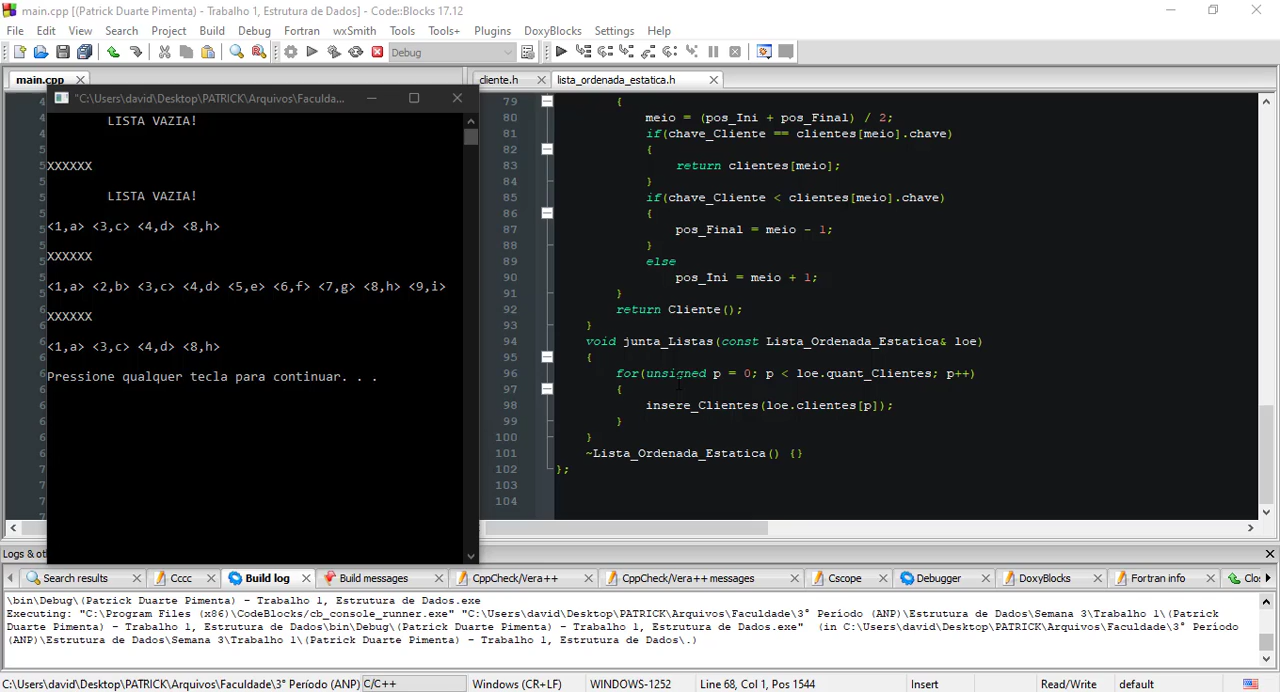 main.cpp [(Patrick Duarte Pimenta) - Trabalho 1, Estrutura de Dados] - Code::Blocks 17.12
File Edit View Search Project Build Debug Fortran wxSmith Tools Tools+ Plugins DoxyBlocks Settings Help
Debug
main.cpp
cliente.h lista_ordenada_estatica.h
"C:\Users\david\Desktop\PATRICK\Arquivos\Faculda...
LISTA VAZIA!
XXXXXX
LISTA VAZIA!
<1,a> <3,c> <4,d> <8,h>
XXXXXX
<1,a> <2,b> <3,c> <4,d> <5,e> <6,f> <7,g> <8,h> <9,i>
XXXXXX
<1,a> <3,c> <4,d> <8,h>
Pressione qualquer tecla para continuar. . .
79 {
80 meio = (pos_Ini + pos_Final) / 2;
81 if(chave_Cliente == clientes[meio].chave)
82 {
83 return clientes[meio];
84 }
85 if(chave_Cliente < clientes[meio].chave)
86 {
87 pos_Final = meio - 1;
88 }
89 else
90 pos_Ini = meio + 1;
91 }
92 return Cliente();
93 }
94 void junta_Listas(const Lista_Ordenada_Estatica& loe)
95 {
96 for(unsigned p = 0; p < loe.quant_Clientes; p++)
97 {
98 insere_Clientes(loe.clientes[p]);
99 }
100 }
101 ~Lista_Ordenada_Estatica() {}
102 };
103
104
Logs & ot
Search results Cccc Build log Build messages CppCheck/Vera++ CppCheck/Vera++ messages Cscope Debugger DoxyBlocks Fortran info Clos
\bin\Debug\(Patrick Duarte Pimenta) - Trabalho 1, Estrutura de Dados.exe
Executing: "C:\Program Files (x86)\CodeBlocks/cb_console_runner.exe" "C:\Users\david\Desktop\PATRICK\Arquivos\Faculdade\3° Período (ANP)\Estrutura de Dados\Semana 3\Trabalho 1\(Patrick
Duarte Pimenta) - Trabalho 1, Estrutura de Dados\bin\Debug\(Patrick Duarte Pimenta) - Trabalho 1, Estrutura de Dados.exe" (in C:\Users\david\Desktop\PATRICK\Arquivos\Faculdade\3° Período
(ANP)\Estrutura de Dados\Semana 3\Trabalho 1\(Patrick Duarte Pimenta) - Trabalho 1, Estrutura de Dados\.)
C:\Users\david\Desktop\PATRICK\Arquivos\Faculdade\3° Período (ANP) C/C++ Windows (CR+LF) WINDOWS-1252 Line 68, Col 1, Pos 1544 Insert Read/Write default